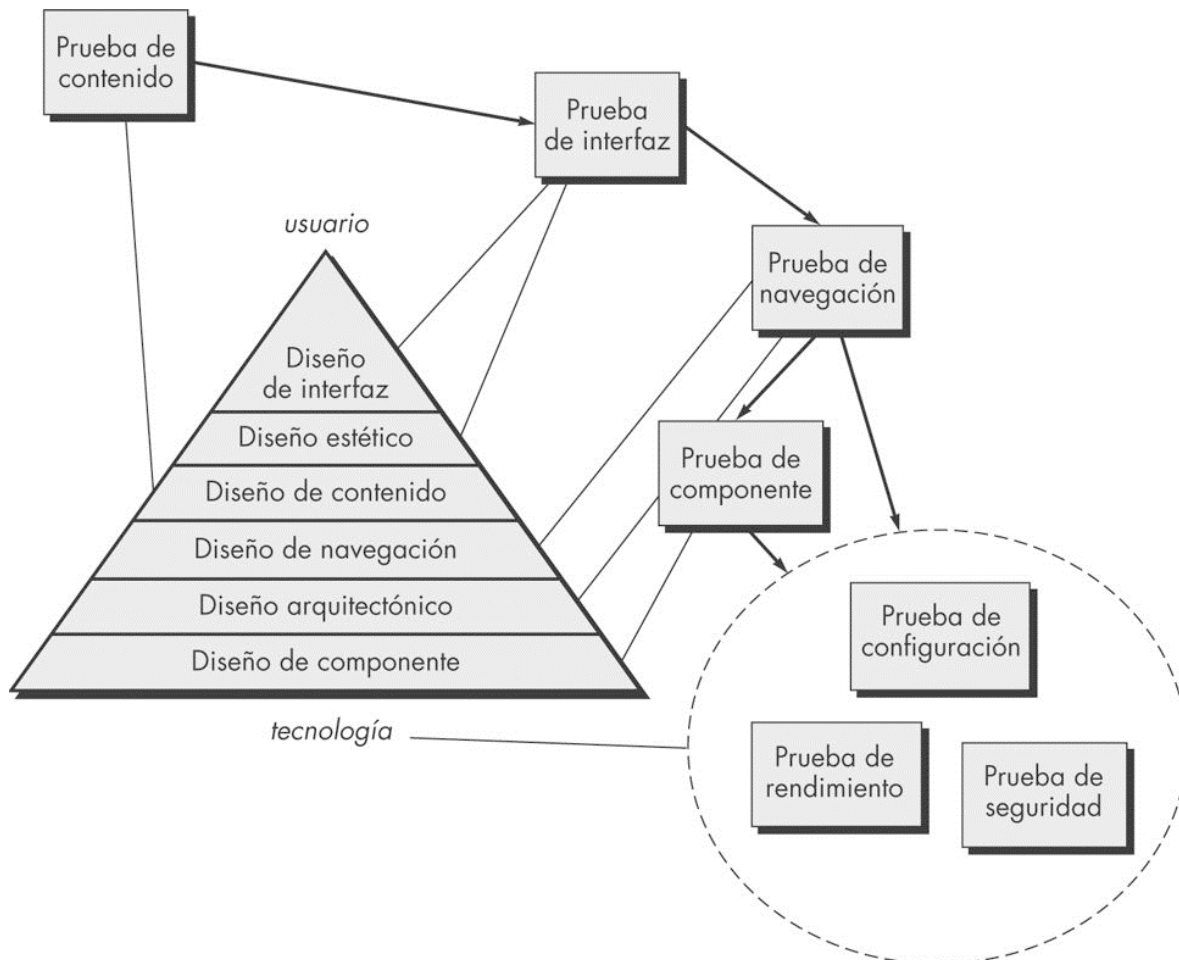 Prueba de
contenido
Prueba
de interfaz
usuario
Prueba de
navegación
Diseño
de interfaz
Diseño estético
Diseño de contenido
Diseño de navegación
Diseño arquitectónico
Diseño de componente
tecnología
Prueba de
componente
Prueba de
configuración
Prueba de
rendimiento
Prueba de
seguridad